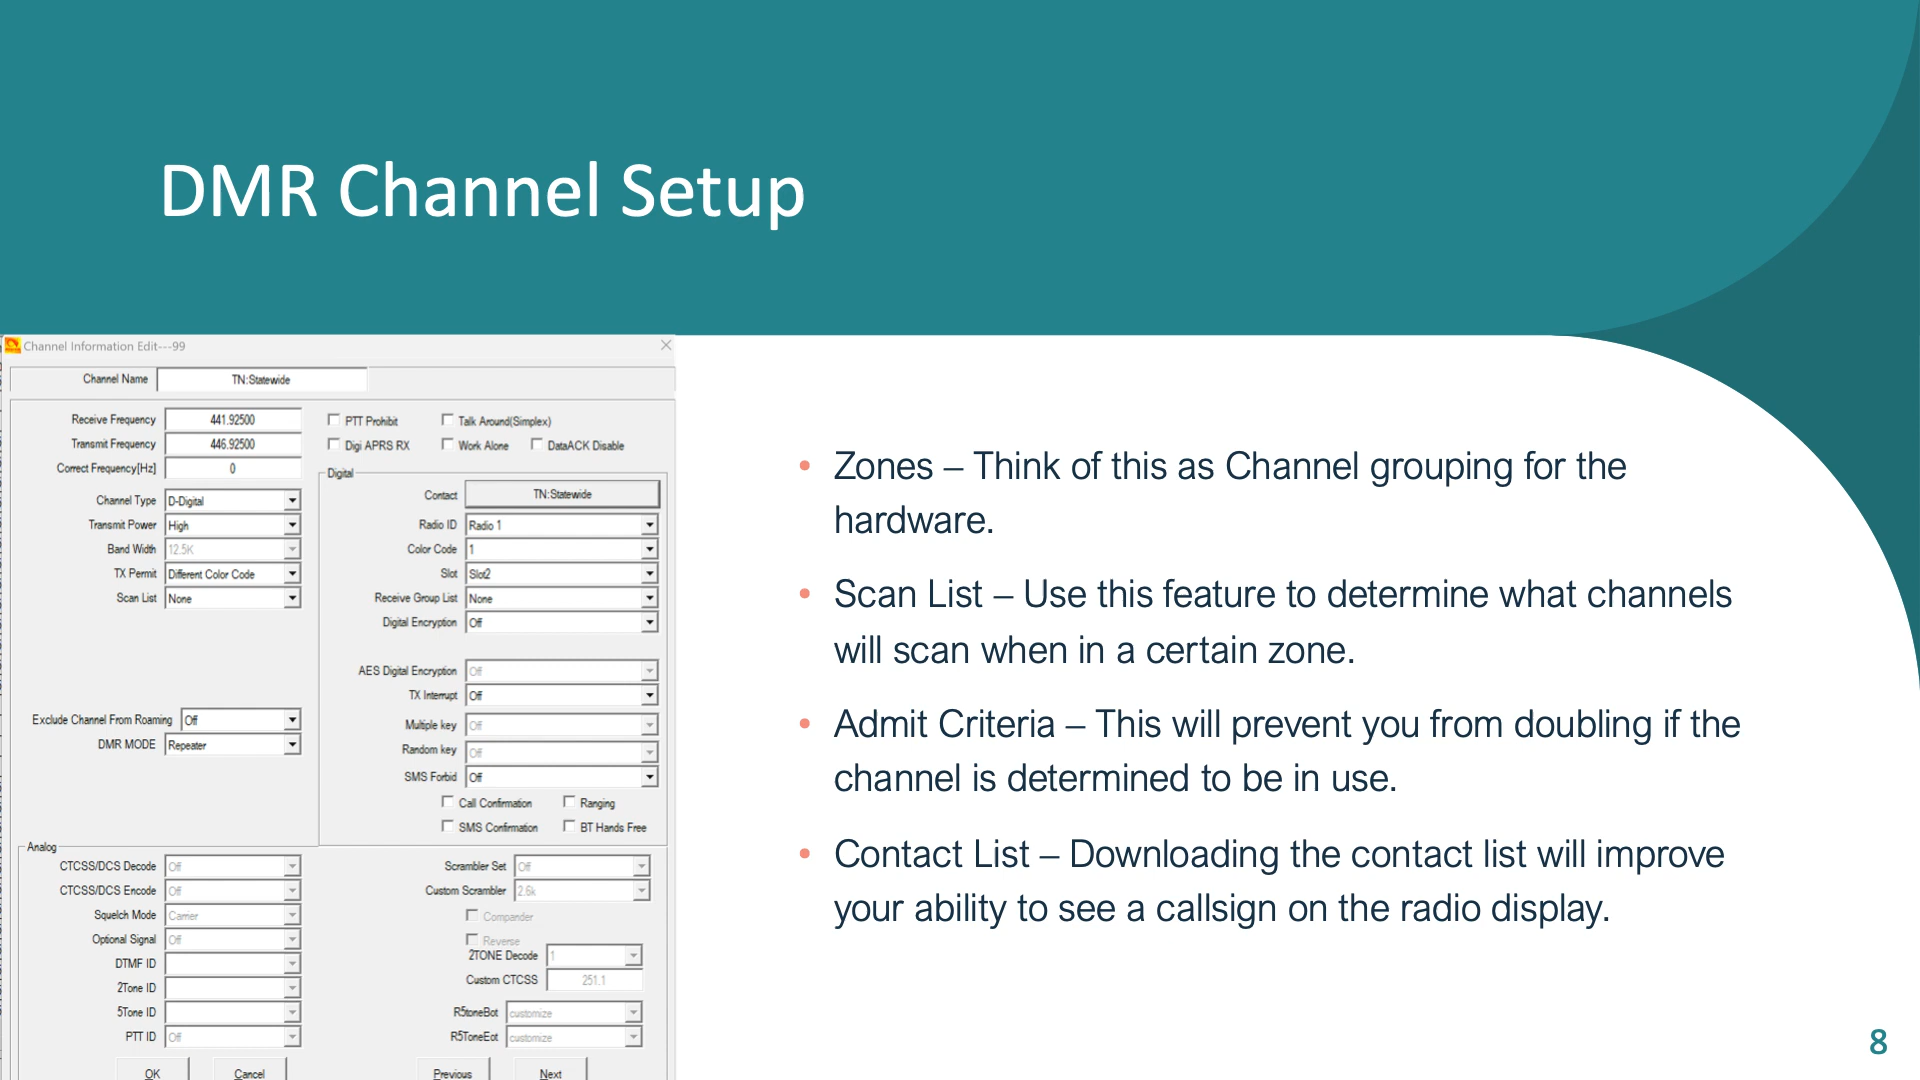 DMR Channel Setup
Channel Information Edit---99
Channel Name TN:Statewide
Receive Frequency 441.92500
Transmit Frequency 446.92500
Correct Frequency[Hz] 0
Channel Type D-Digital
Transmit Power High
Band Width 12.5K
TX Permit Different Color Code
Scan List None
Exclude Channel From Roaming Off
DMR MODE Repeater
PTT Prohibit Talk Around(Simplex)
Digi APRS RX Work Alone DataACK Disable
Digital
Contact TN:Statewide
Radio ID Radio 1
Color Code 1
Slot Slot2
Receive Group List None
Digital Encryption Off
AES Digital Encryption Off
TX Interrupt Off
Multiple key Off
Random key Off
SMS Forbid Off
Call Confirmation Ranging
SMS Confirmation BT Hands Free
Analog
CTCSS/DCS Decode Off
CTCSS/DCS Encode Off
Squelch Mode Carrier
Optional Signal Off
DTMF ID
2Tone ID
5Tone ID
PTT ID Off
Scrambler Set Off
Custom Scrambler 2.6k
Compander
Reverse
2TONE Decode 1
Custom CTCSS 251.1
R5toneBot customize
R5ToneEot customize
OK Cancel Previous Next
• Zones – Think of this as Channel grouping for the
hardware.
• Scan List – Use this feature to determine what channels
will scan when in a certain zone.
• Admit Criteria – This will prevent you from doubling if the
channel is determined to be in use.
• Contact List – Downloading the contact list will improve
your ability to see a callsign on the radio display.
8